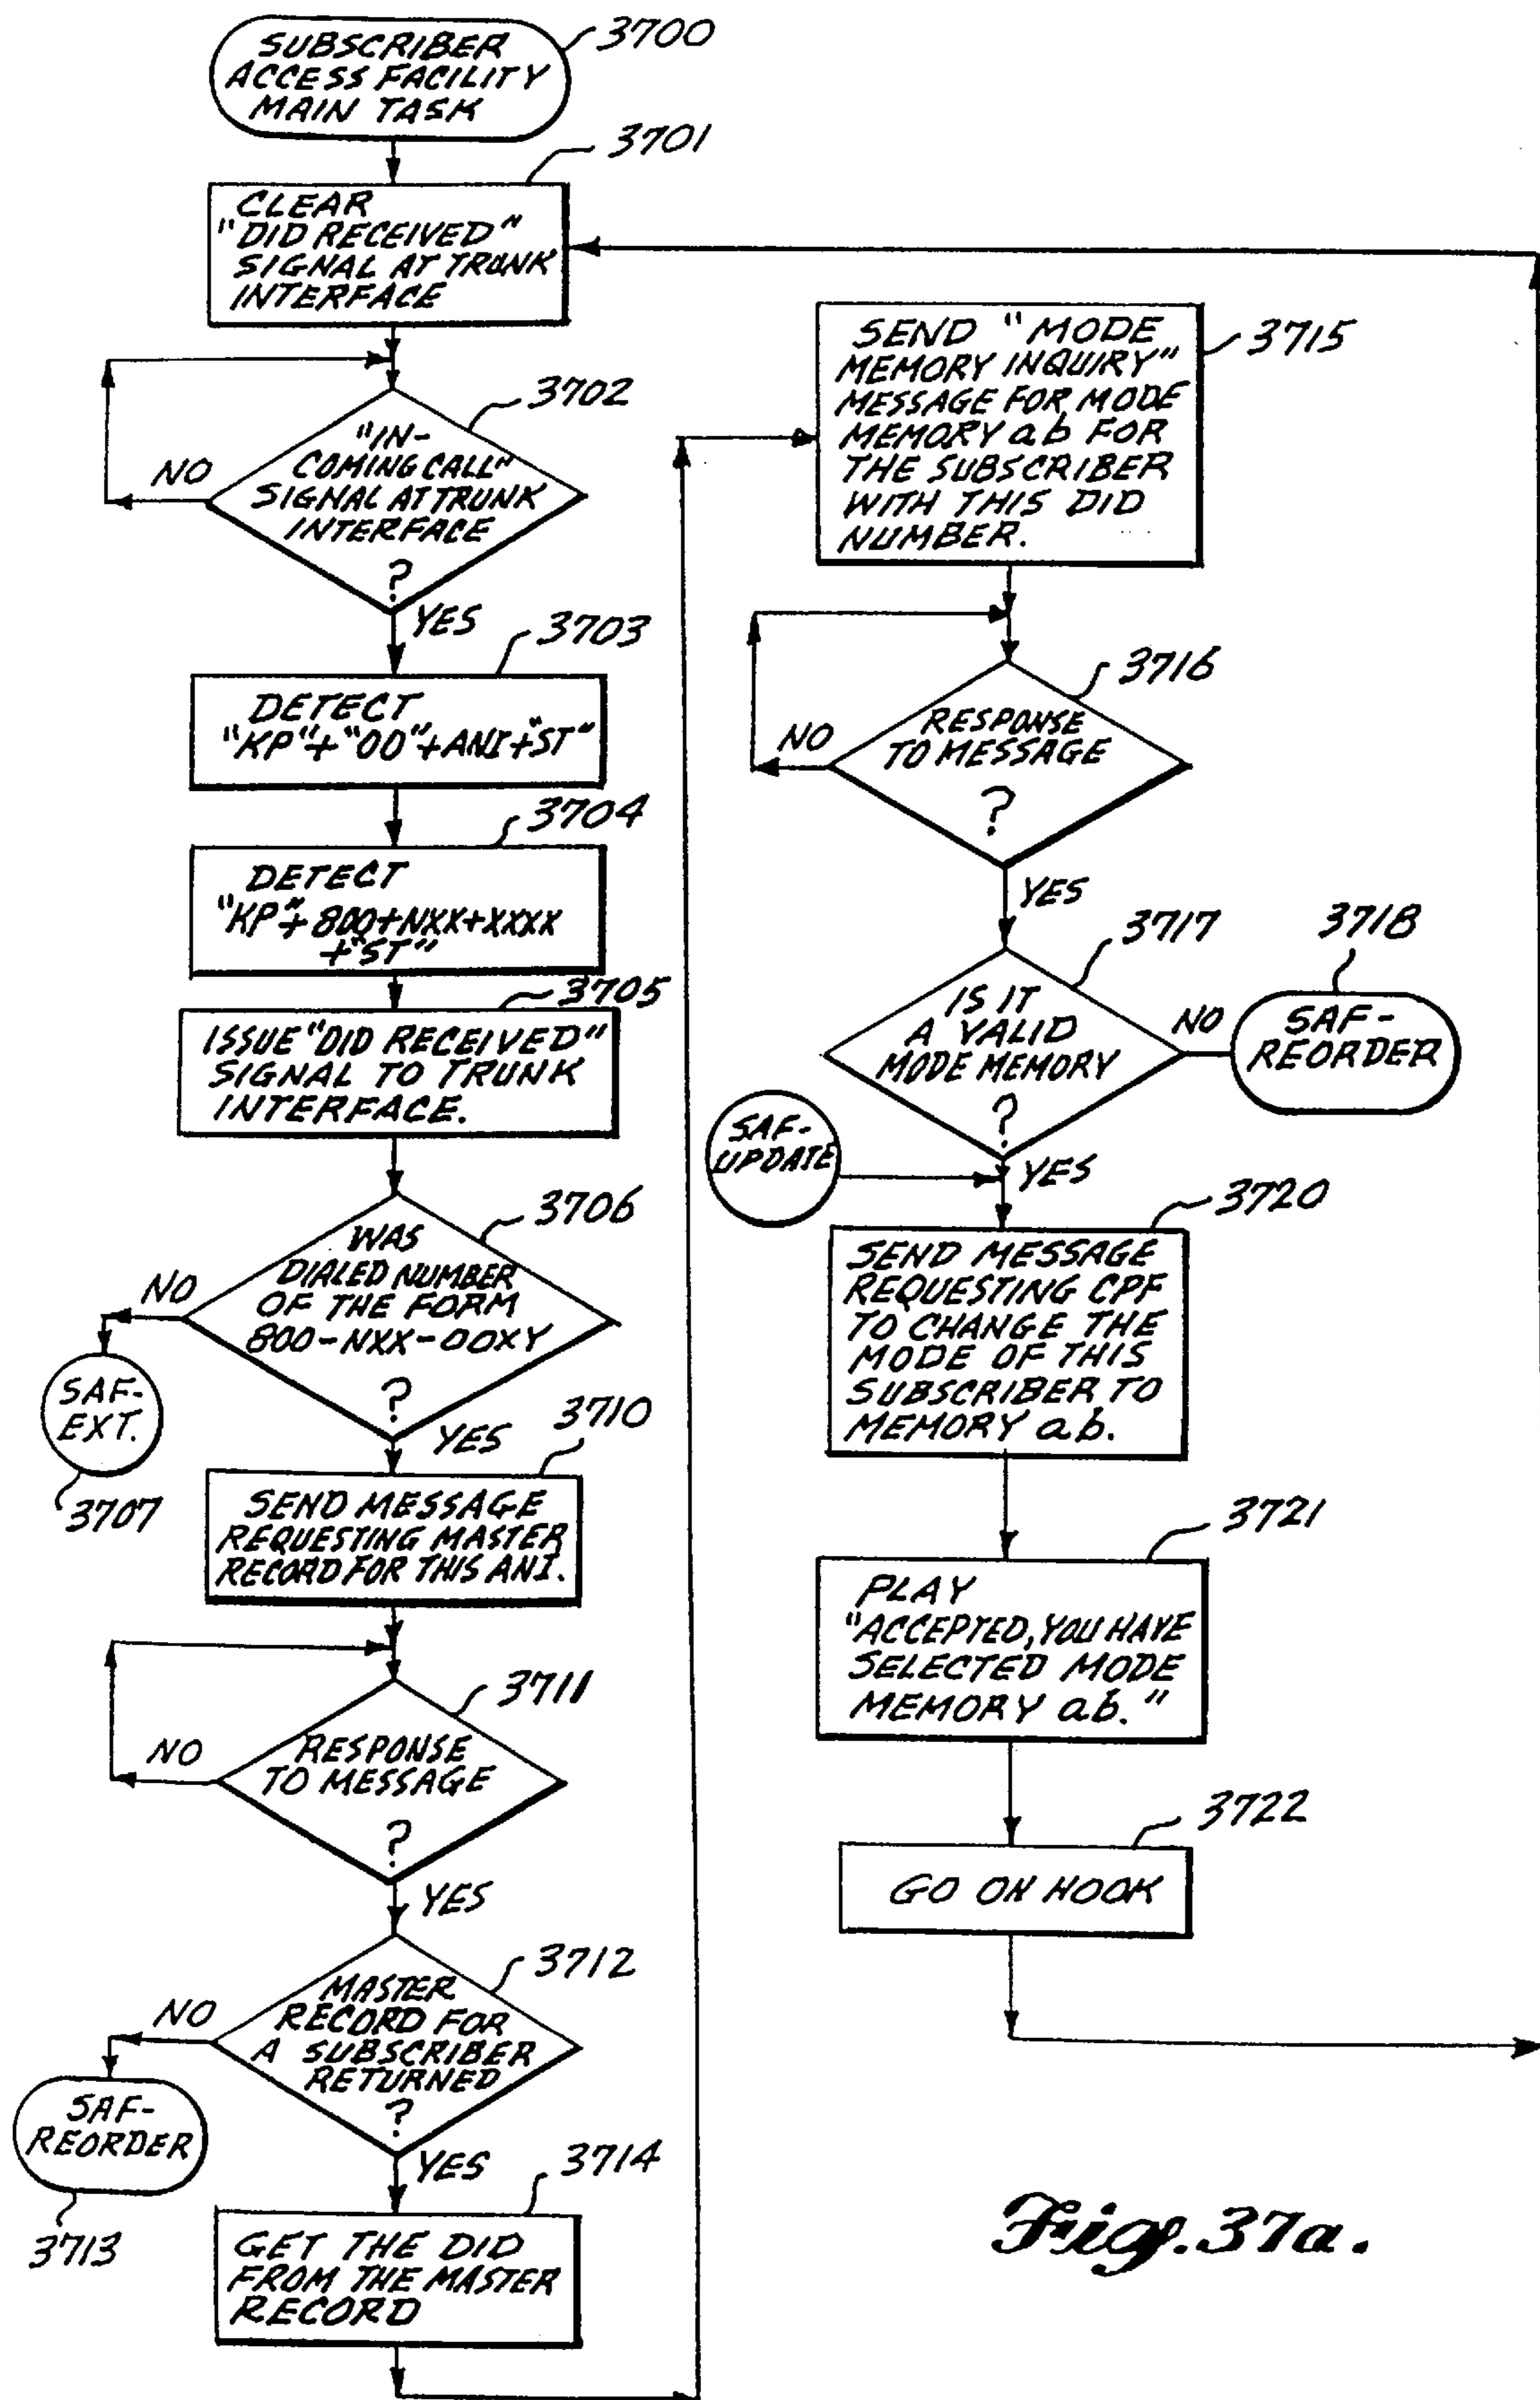 SUBSCRIBER
ACCESS FACILITY
MAIN TASK
3700
3701
CLEAR
"DID RECEIVED"
SIGNAL AT TRUNK
INTERFACE
3702
"IN-
COMING CALL"
SIGNAL AT TRUNK
INTERFACE
?
NO
YES
3703
DETECT
"KP"+"00"+ANI+"ST"
3704
DETECT
"KP"+800+NXX+XXXX
+"ST"
3705
ISSUE "DID RECEIVED"
SIGNAL TO TRUNK
INTERFACE.
3706
WAS
DIALED NUMBER
OF THE FORM
800-NXX-00XY
?
NO
SAF-
EXT.
3707
YES
3710
SEND MESSAGE
REQUESTING MASTER
RECORD FOR THIS ANI.
3711
RESPONSE
TO MESSAGE
?
NO
YES
3712
MASTER
RECORD FOR
A SUBSCRIBER
RETURNED
?
NO
SAF-
REORDER
3713
YES
3714
GET THE DID
FROM THE MASTER
RECORD
SEND "MODE
MEMORY INQUIRY"
MESSAGE FOR MODE
MEMORY ab FOR
THE SUBSCRIBER
WITH THIS DID
NUMBER.
3715
3716
RESPONSE
TO MESSAGE
?
NO
YES
3717
IS IT
A VALID
MODE MEMORY
?
NO
3718
SAF-
REORDER
SAF-
UPDATE
YES
3720
SEND MESSAGE
REQUESTING CPF
TO CHANGE THE
MODE OF THIS
SUBSCRIBER TO
MEMORY ab.
3721
PLAY
"ACCEPTED, YOU HAVE
SELECTED MODE
MEMORY ab."
3722
GO ON HOOK
Fig. 37a.